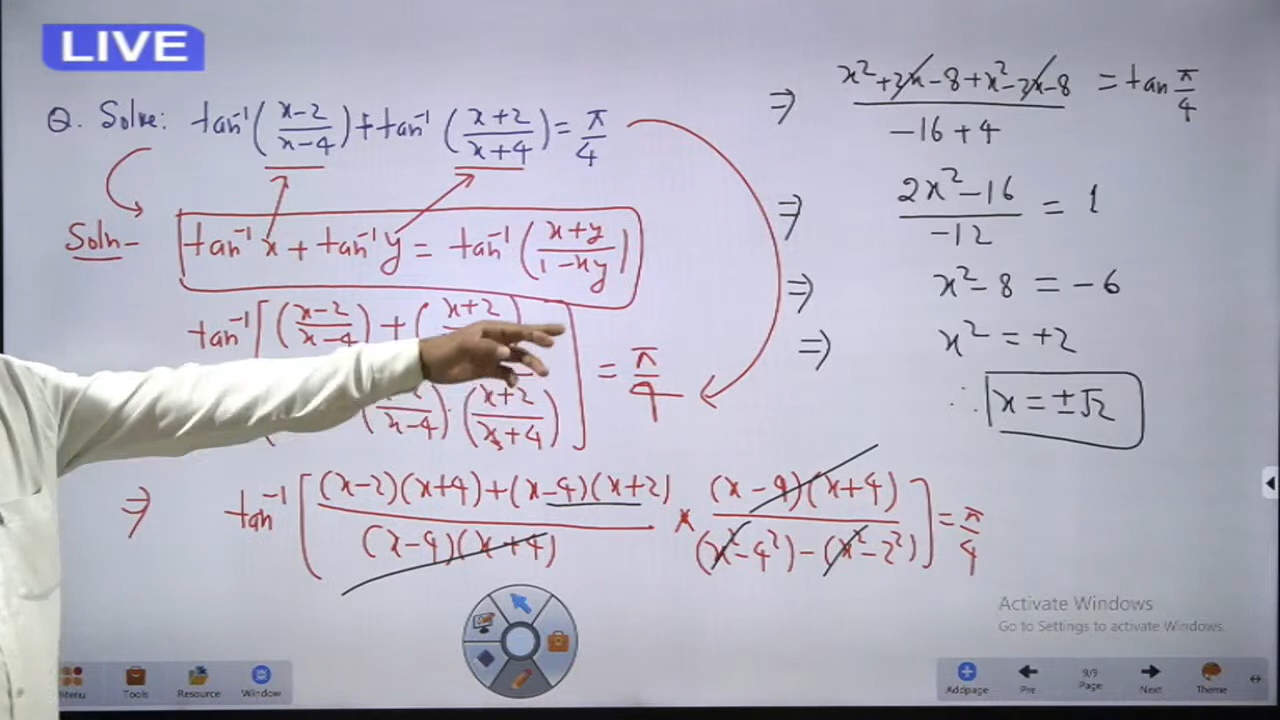 LIVE
Q. Solve: tan⁻¹((x-2)/(x-4)) + tan⁻¹((x+2)/(x+4)) = π/4
Soln- tan⁻¹x + tan⁻¹y = tan⁻¹((x+y)/(1-xy))
tan⁻¹[((x-2)/(x-4)) + (x+2
x-4) · ((x+2)/(x+4))] = π/4
⇒ tan⁻¹[((x-2)(x+4)+(x-4)(x+2))/((x-4)(x+4)) × ((x-4)(x+4))/((x²-4²)-(x²-2²))] = π/4
⇒ (x²+2x-8+x²-2x-8)/(-16+4) = tan π/4
⇒ (2x²-16)/(-12) = 1
⇒ x²-8 = -6
⇒ x² = +2
∴ x = ±√2
Activate Windows
Go to Settings to activate Windows.
Menu Tools Resource Window
Addpage Pre 9/9 Page Next Theme